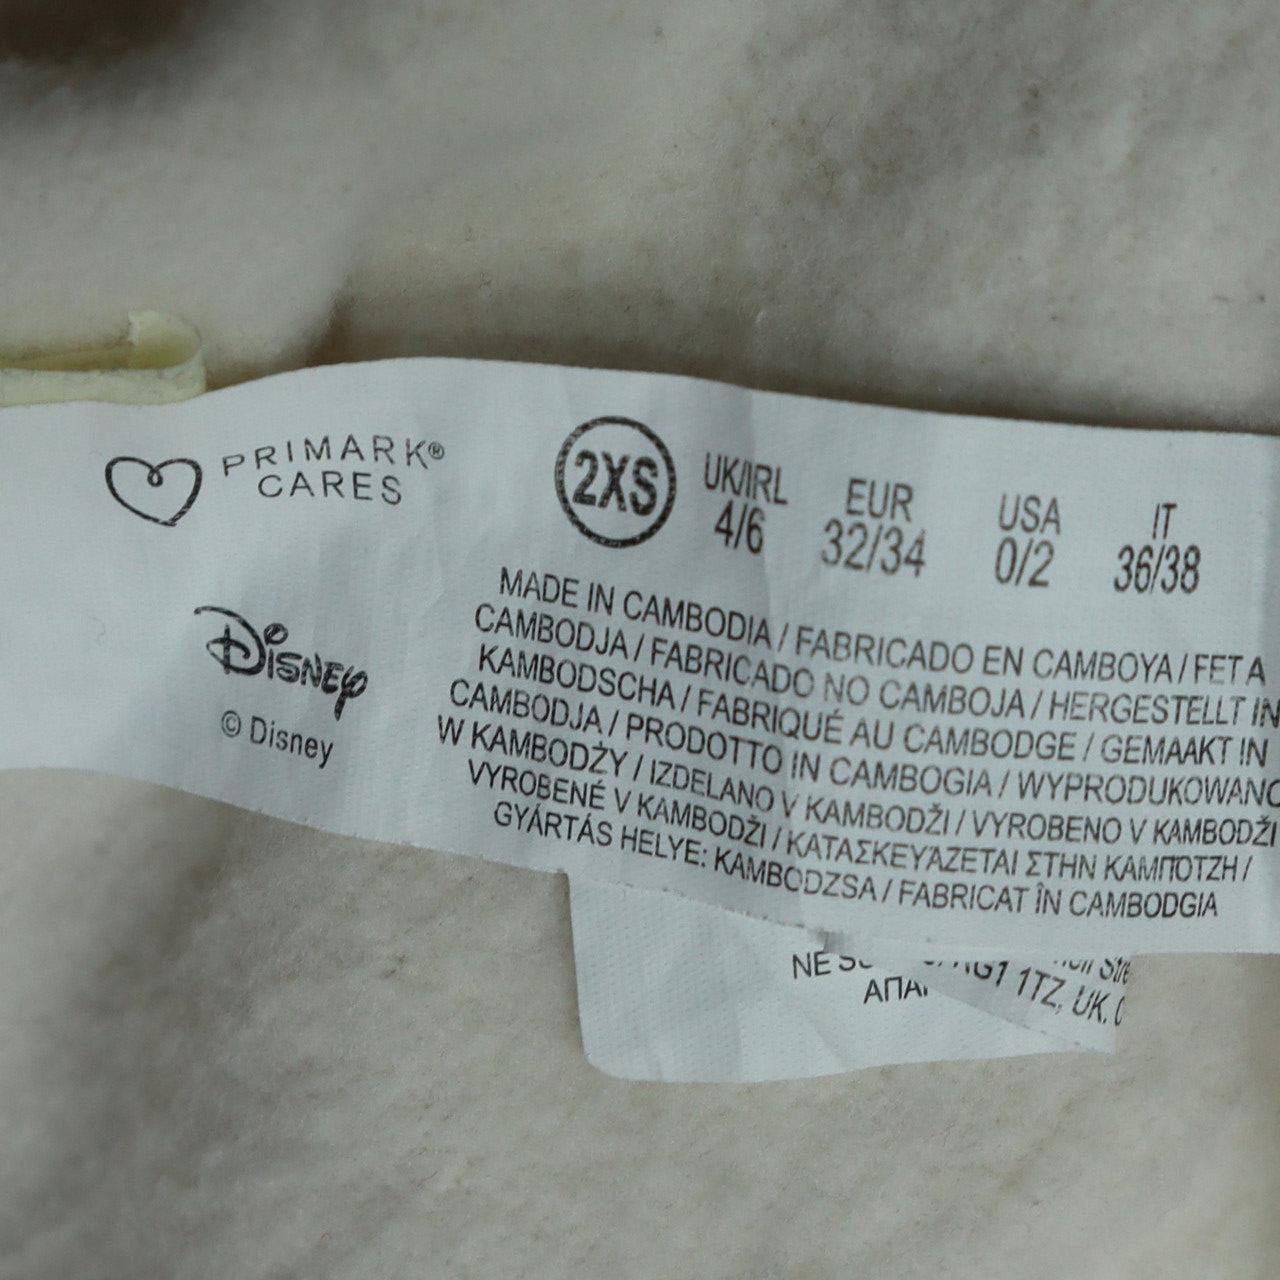 PRIMARK®
CARES
Disney
© Disney
2XS
UK/IRL EUR USA IT
4/6 32/34 0/2 36/38
MADE IN CAMBODIA / FABRICADO EN CAMBOYA / FET A
CAMBODJA / FABRICADO NO CAMBOJA / HERGESTELLT IN
KAMBODSCHA / FABRIQUÉ AU CAMBODGE / GEMAAKT IN
CAMBODJA / PRODOTTO IN CAMBOGIA / WYPRODUKOWANO
W KAMBODŻY / IZDELANO V KAMBODŽI / VYROBENO V KAMBODŽI
VYROBENÉ V KAMBODŽI / ΚΑΤΑΣΚΕΥΆΖΕΤΑΙ ΣΤΗΝ ΚΑΜΠΟΤΖΗ /
GYÁRTÁS HELYE: KAMBODZSA / FABRICAT ÎN CAMBODGIA
NE
1TZ, UK.